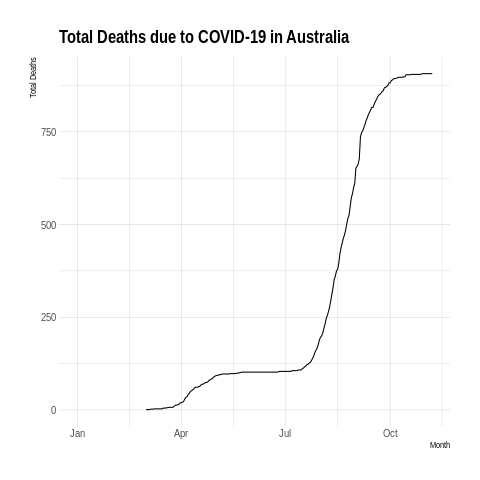 Total Deaths due to COVID-19 in Australia
Total Deaths
750
500
250
0
Jan Apr Jul Oct
Month